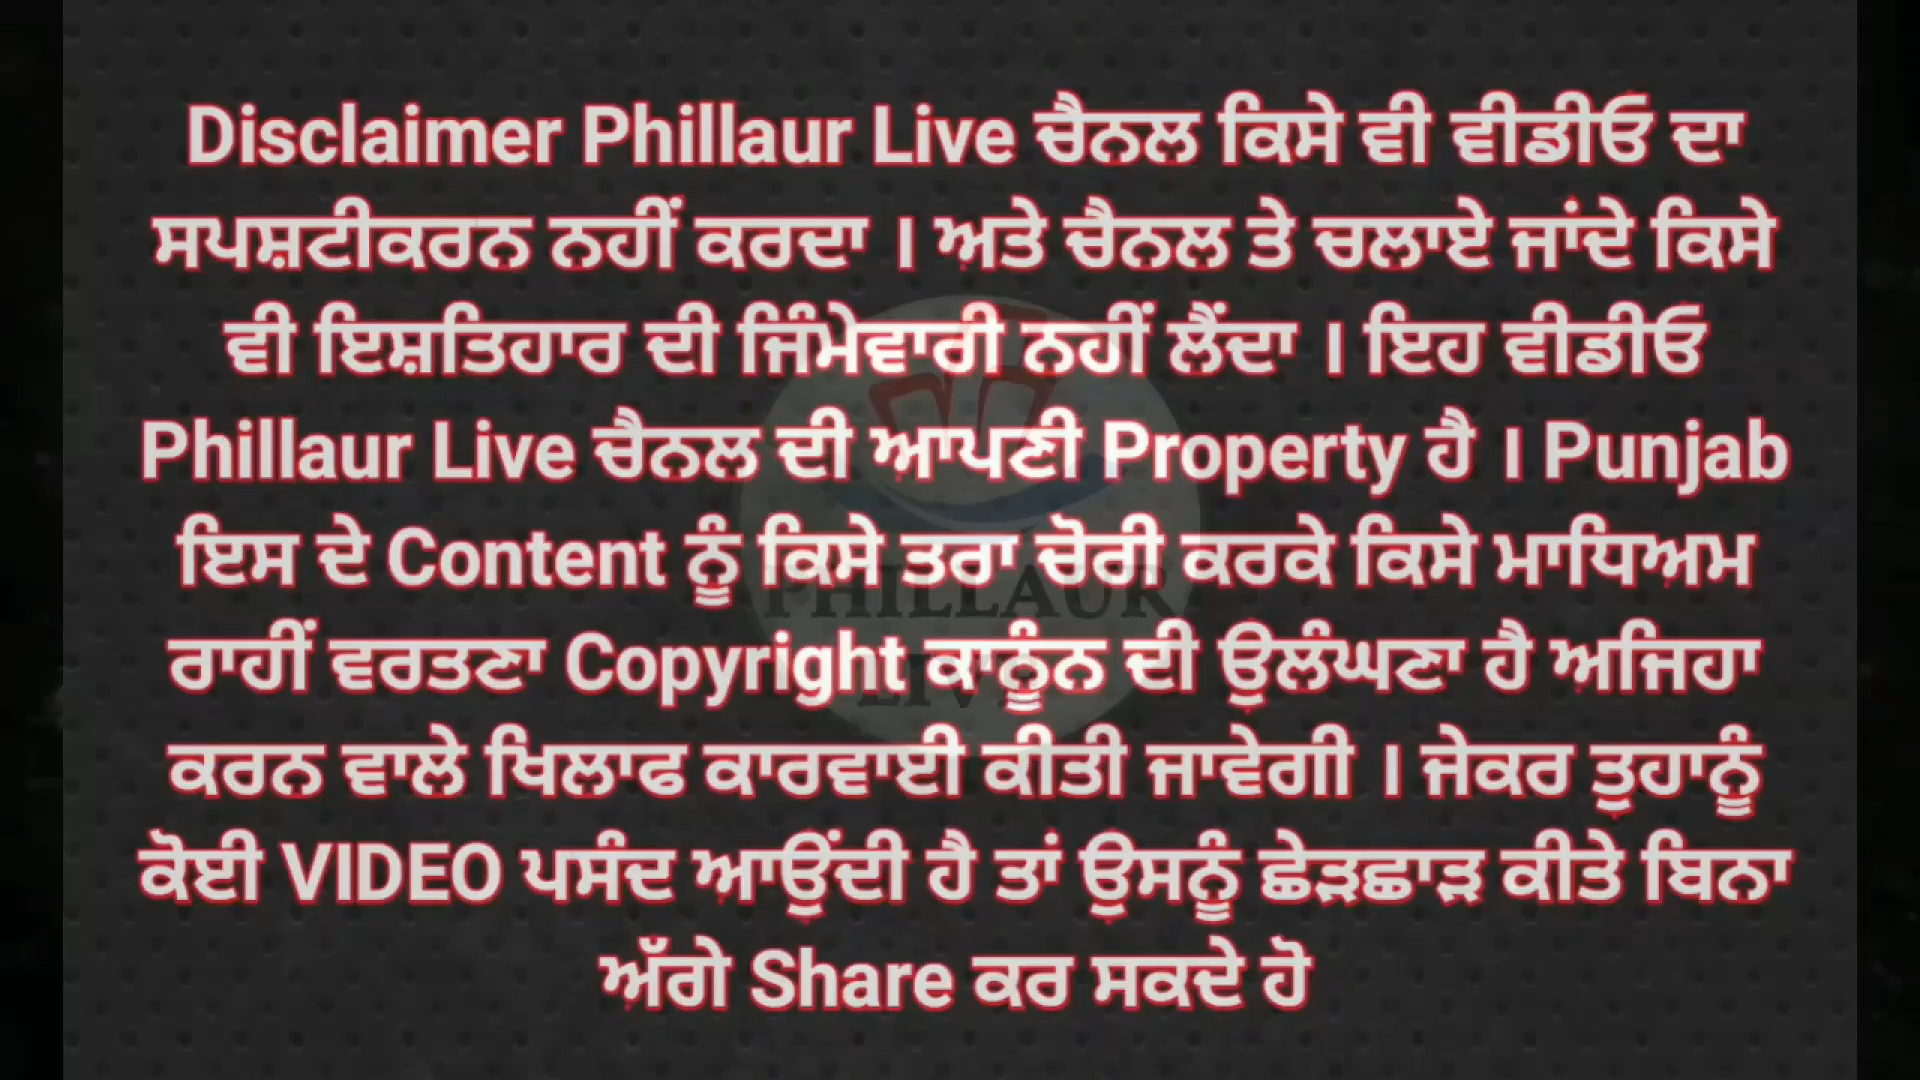 Disclaimer Phillaur Live ਚੈਨਲ ਕਿਸੇ ਵੀ ਵੀਡੀਓ ਦਾ
ਸਪਸ਼ਟੀਕਰਨ ਨਹੀਂ ਕਰਦਾ । ਅਤੇ ਚੈਨਲ ਤੇ ਚਲਾਏ ਜਾਂਦੇ ਕਿਸੇ
ਵੀ ਇਸ਼ਤਿਹਾਰ ਦੀ ਜਿੰਮੇਵਾਰੀ ਨਹੀਂ ਲੈਂਦਾ । ਇਹ ਵੀਡੀਓ
Phillaur Live ਚੈਨਲ ਦੀ ਆਪਣੀ Property ਹੈ । Punjab
ਇਸ ਦੇ Content ਨੂੰ ਕਿਸੇ ਤਰਾ ਚੋਰੀ ਕਰਕੇ ਕਿਸੇ ਮਾਧਿਅਮ
ਰਾਹੀਂ ਵਰਤਣਾ Copyright ਕਾਨੂੰਨ ਦੀ ਉਲੰਘਣਾ ਹੈ ਅਜਿਹਾ
ਕਰਨ ਵਾਲੇ ਖਿਲਾਫ ਕਾਰਵਾਈ ਕੀਤੀ ਜਾਵੇਗੀ । ਜੇਕਰ ਤੁਹਾਨੂੰ
ਕੋਈ VIDEO ਪਸੰਦ ਆਉਂਦੀ ਹੈ ਤਾਂ ਉਸਨੂੰ ਛੇੜਛਾੜ ਕੀਤੇ ਬਿਨਾ
ਅੱਗੇ Share ਕਰ ਸਕਦੇ ਹੋ
PHILLAUR
LIVE